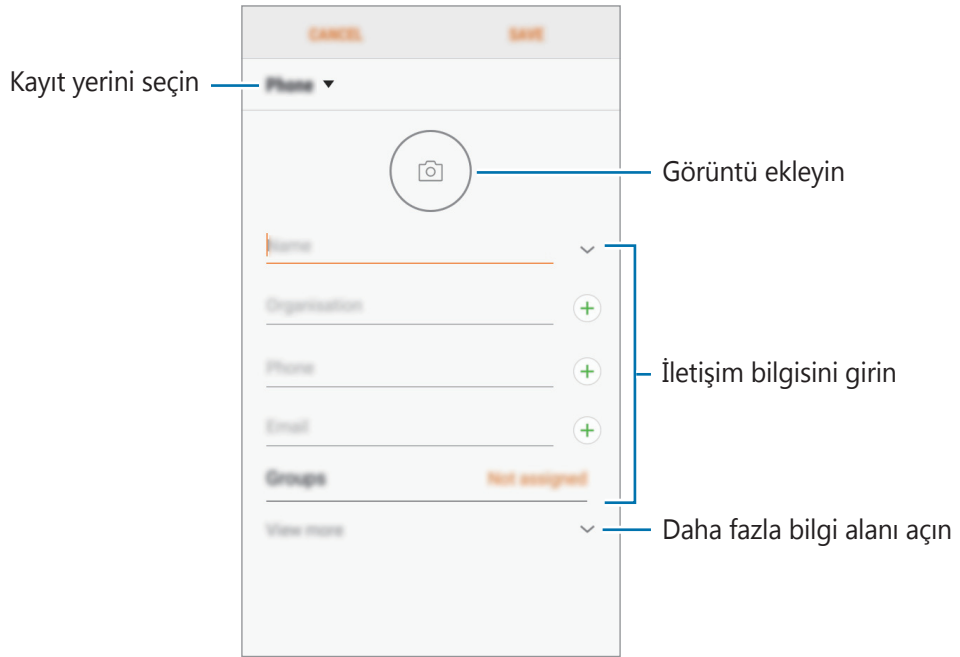 CANCEL SAVE
Kayıt yerini seçin
Phone
Görüntü ekleyin
Name
Organisation
Phone
İletişim bilgisini girin
Email
Groups Not assigned
View more
Daha fazla bilgi alanı açın